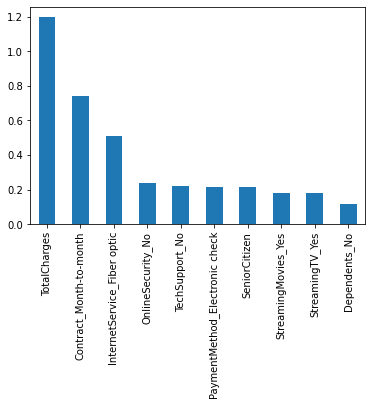 1.2
1.0
0.8
0.6
0.4
0.2
0.0
TotalCharges
Contract_Month-to-month
InternetService_Fiber optic
OnlineSecurity_No
TechSupport_No
PaymentMethod_Electronic check
SeniorCitizen
StreamingMovies_Yes
StreamingTV_Yes
Dependents_No